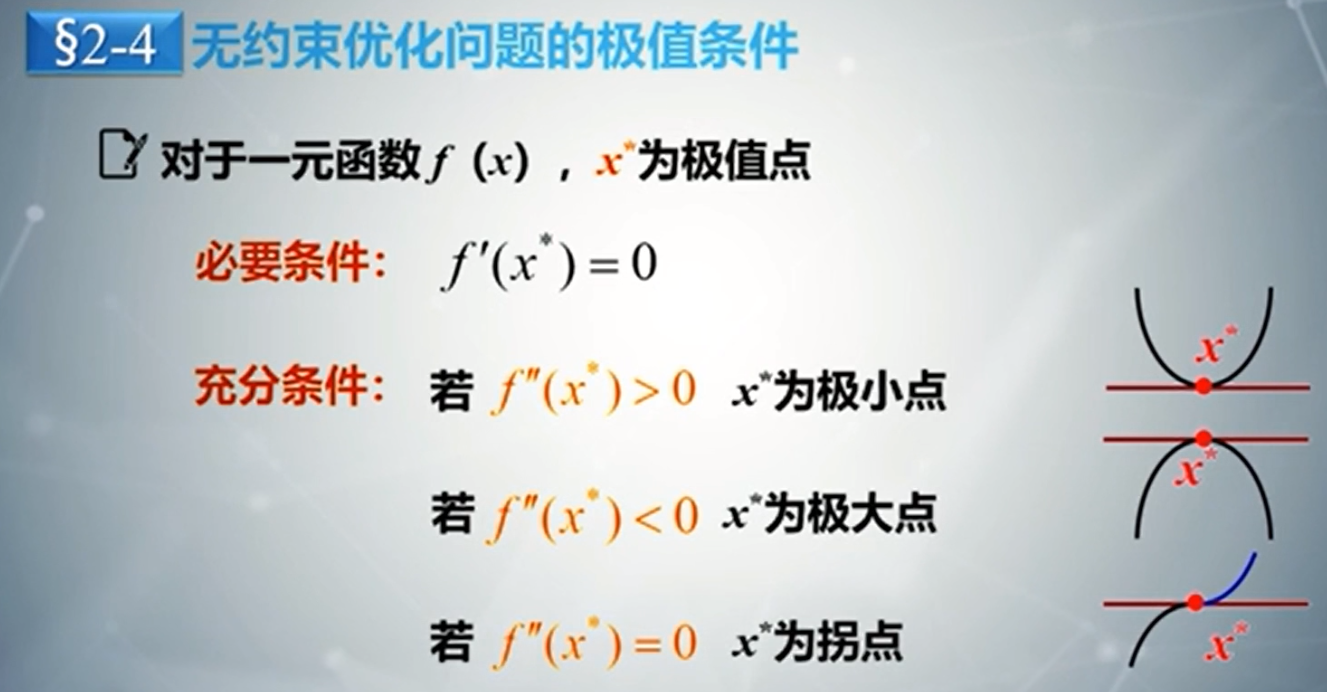 §2-4 无约束优化问题的极值条件
对于一元函数 f (x) ，x*为极值点
必要条件： f′(x*) = 0
充分条件： 若 f″(x*) > 0 x*为极小点
x*
x*
若 f″(x*) < 0 x*为极大点
若 f″(x*) = 0 x*为拐点
x*